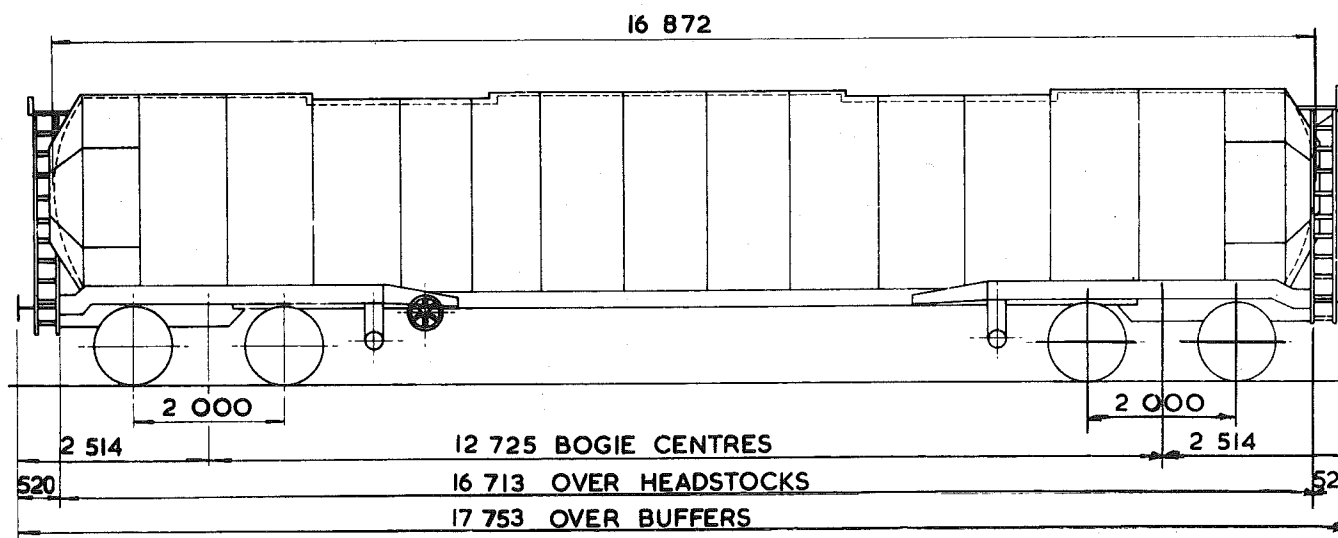 16 872
2 000
2 000
2 514
12 725 BOGIE CENTRES
2 514
520
16 713 OVER HEADSTOCKS
52
17 753 OVER BUFFERS